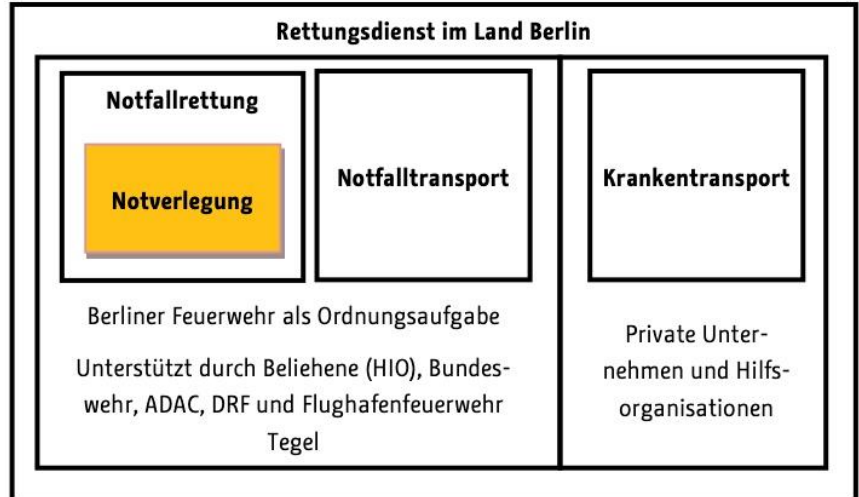 Rettungsdienst im Land Berlin
Notfallrettung
Notverlegung
Notfalltransport
Krankentransport
Berliner Feuerwehr als Ordnungsaufgabe
Unterstützt durch Beliehene (HIO), Bundes-
wehr, ADAC, DRF und Flughafenfeuerwehr
Tegel
Private Unter-
nehmen und Hilfs-
organisationen